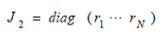 J₂ = diag (r₁ ⋯ r_N)